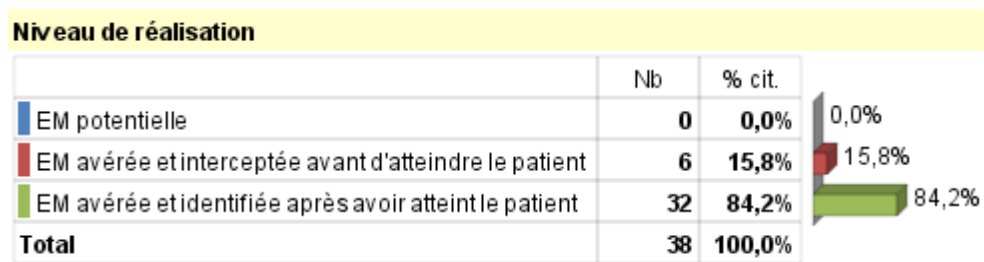 Niveau de réalisation
Nb % cit.
EM potentielle 0 0,0% 0,0%
EM avérée et interceptée avant d'atteindre le patient 6 15,8% 15,8%
EM avérée et identifiée après avoir atteint le patient 32 84,2% 84,2%
Total 38 100,0%